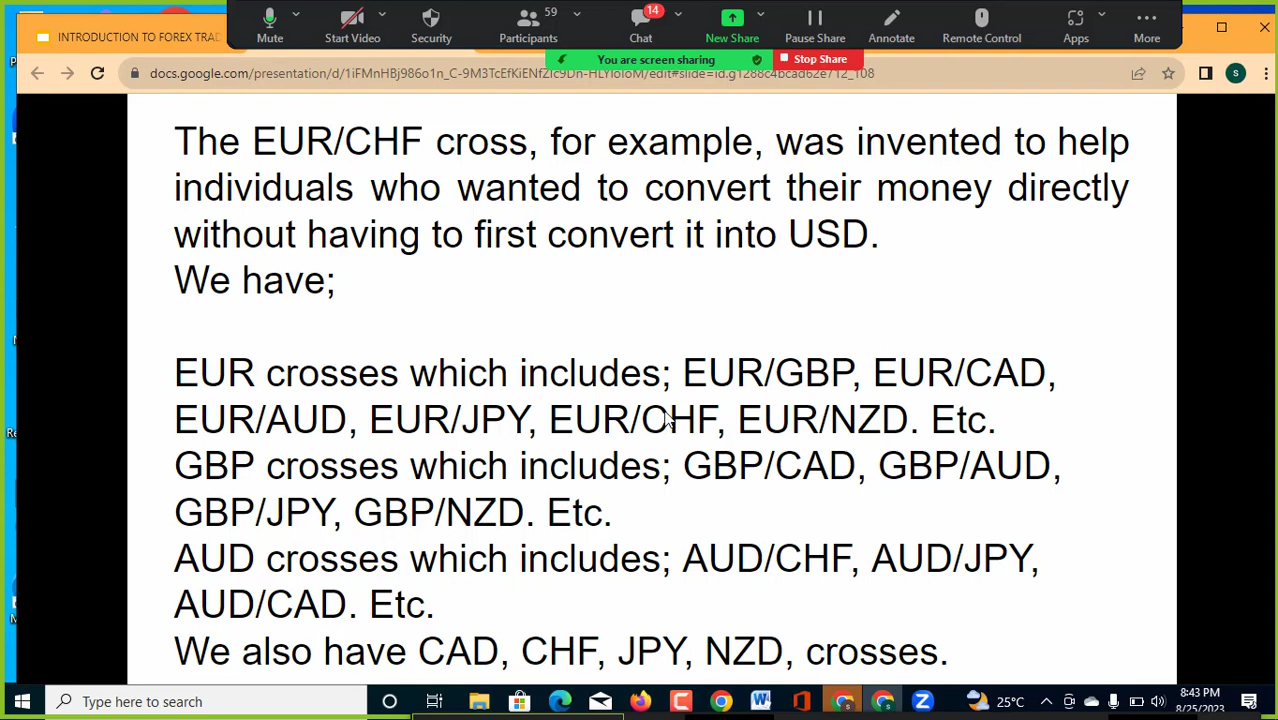 59
14
Mute
Start Video
Security
Participants
Chat
New Share
Pause Share
Annotate
Remote Control
Apps
More
You are screen sharing
Stop Share
INTRODUCTION TO FOREX TRAD
S
The EUR/CHF cross, for example, was invented to help
individuals who wanted to convert their money directly
without having to first convert it into USD.
We have;
EUR crosses which includes; EUR/GBP, EUR/CAD,
EUR/AUD, EUR/JPY, EUR/CHF, EUR/NZD. Etc.
GBP crosses which includes; GBP/CAD, GBP/AUD,
GBP/JPY, GBP/NZD. Etc.
AUD crosses which includes; AUD/CHF, AUD/JPY,
AUD/CAD. Etc.
We also have CAD, CHF, JPY, NZD, crosses.
Type here to search
25°C
8:43 PM
8/25/2023